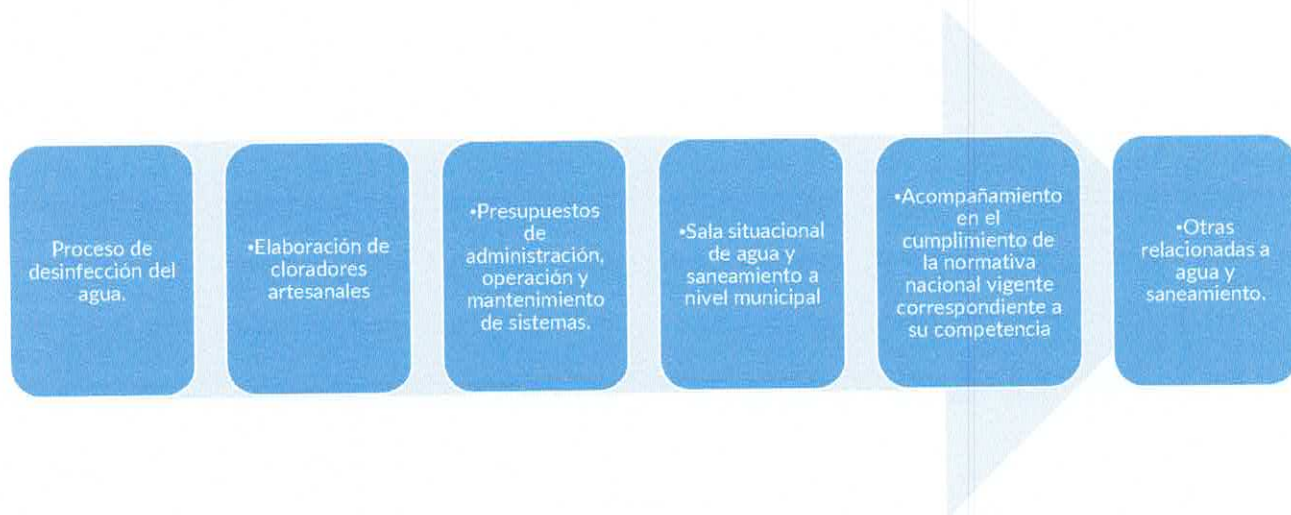 Proceso de
desinfección del
agua.
•Elaboración de
cloradores
artesanales
•Presupuestos
de
administración,
operación y
mantenimiento
de sistemas.
•Sala situacional
de agua y
saneamiento a
nivel municipal
•Acompañamiento
en el
cumplimiento de
la normativa
nacional vigente
correspondiente a
su competencia
•Otras
relacionadas a
agua y
saneamiento.